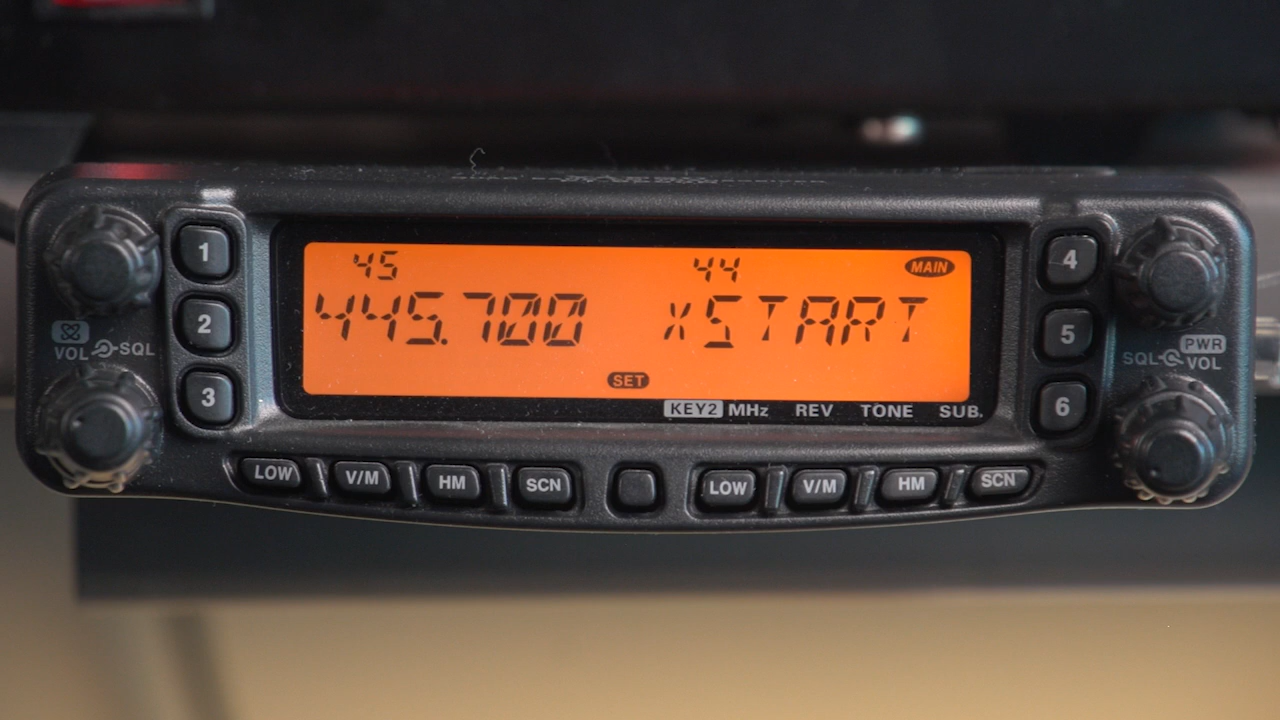 1
2
3
VOL SQL
45
445.700
44
MAIN
XSTART
SET
KEY2 MHz REV TONE SUB.
4
5
6
PWR
SQL VOL
LOW V/M HM SCN
LOW V/M HM SCN